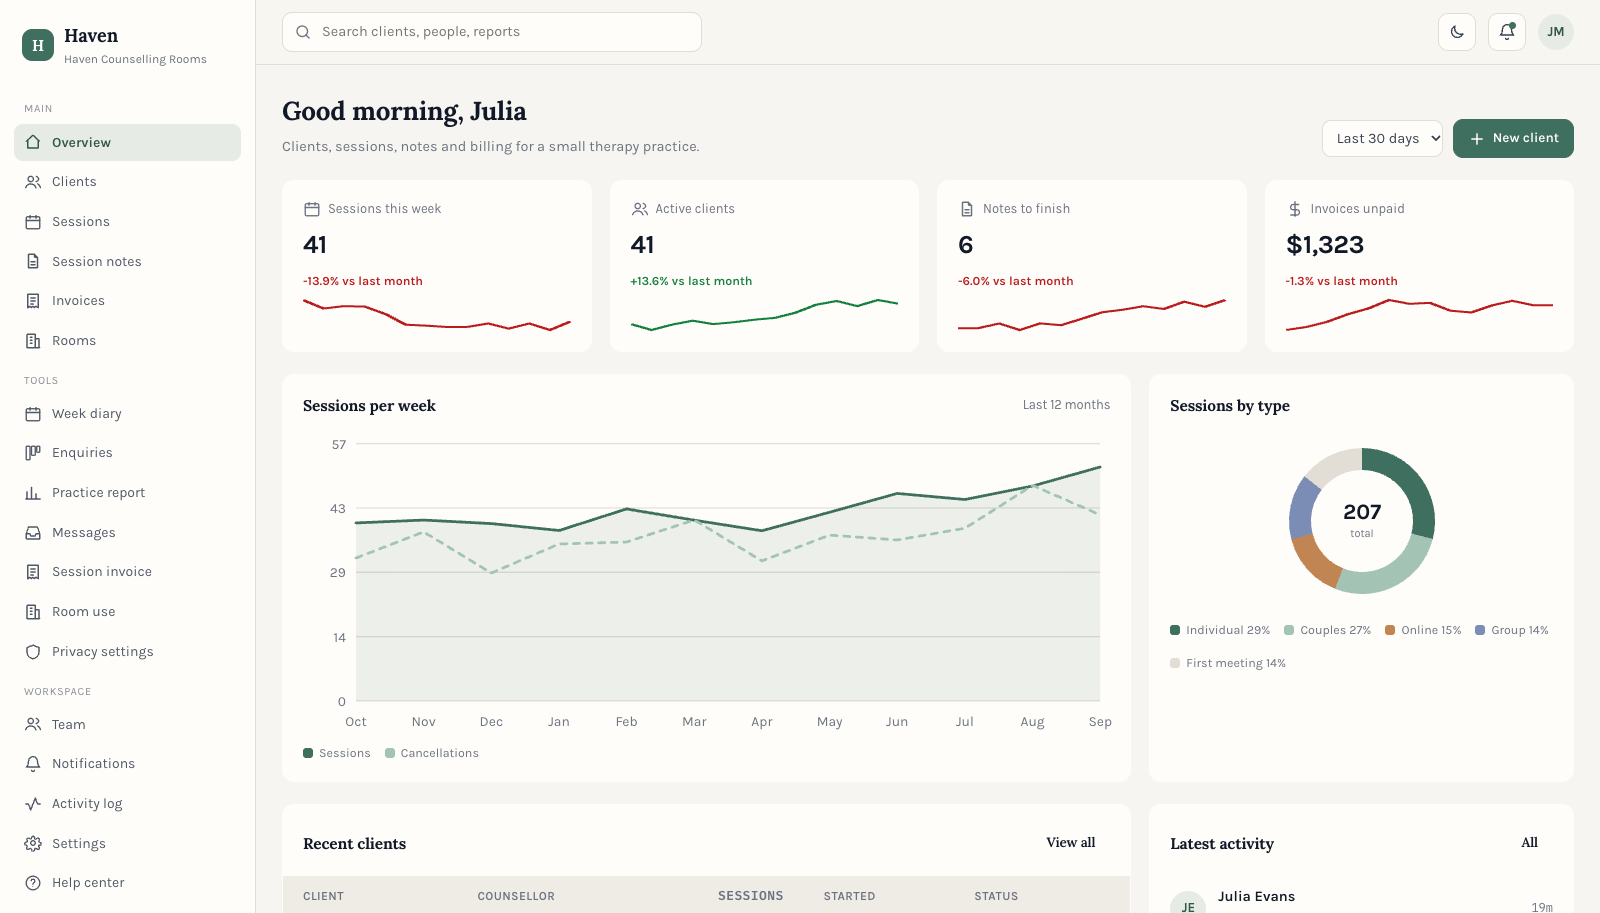 H
Haven
Haven Counselling Rooms
MAIN
Overview
Clients
Sessions
Session notes
Invoices
Rooms
TOOLS
Week diary
Enquiries
Practice report
Messages
Session invoice
Room use
Privacy settings
WORKSPACE
Team
Notifications
Activity log
Settings
Help center
Search clients, people, reports
JM
Good morning, Julia
Clients, sessions, notes and billing for a small therapy practice.
Last 30 days
New client
Sessions this week
41
-13.9% vs last month
Active clients
41
+13.6% vs last month
Notes to finish
6
-6.0% vs last month
Invoices unpaid
$1,323
-1.3% vs last month
Sessions per week
Last 12 months
57
43
29
14
0
Oct Nov Dec Jan Feb Mar Apr May Jun Jul Aug Sep
Sessions Cancellations
Sessions by type
207
total
Individual 29% Couples 27% Online 15% Group 14%
First meeting 14%
Recent clients
View all
CLIENT COUNSELLOR SESSIONS STARTED STATUS
Latest activity
All
JE
Julia Evans
19m